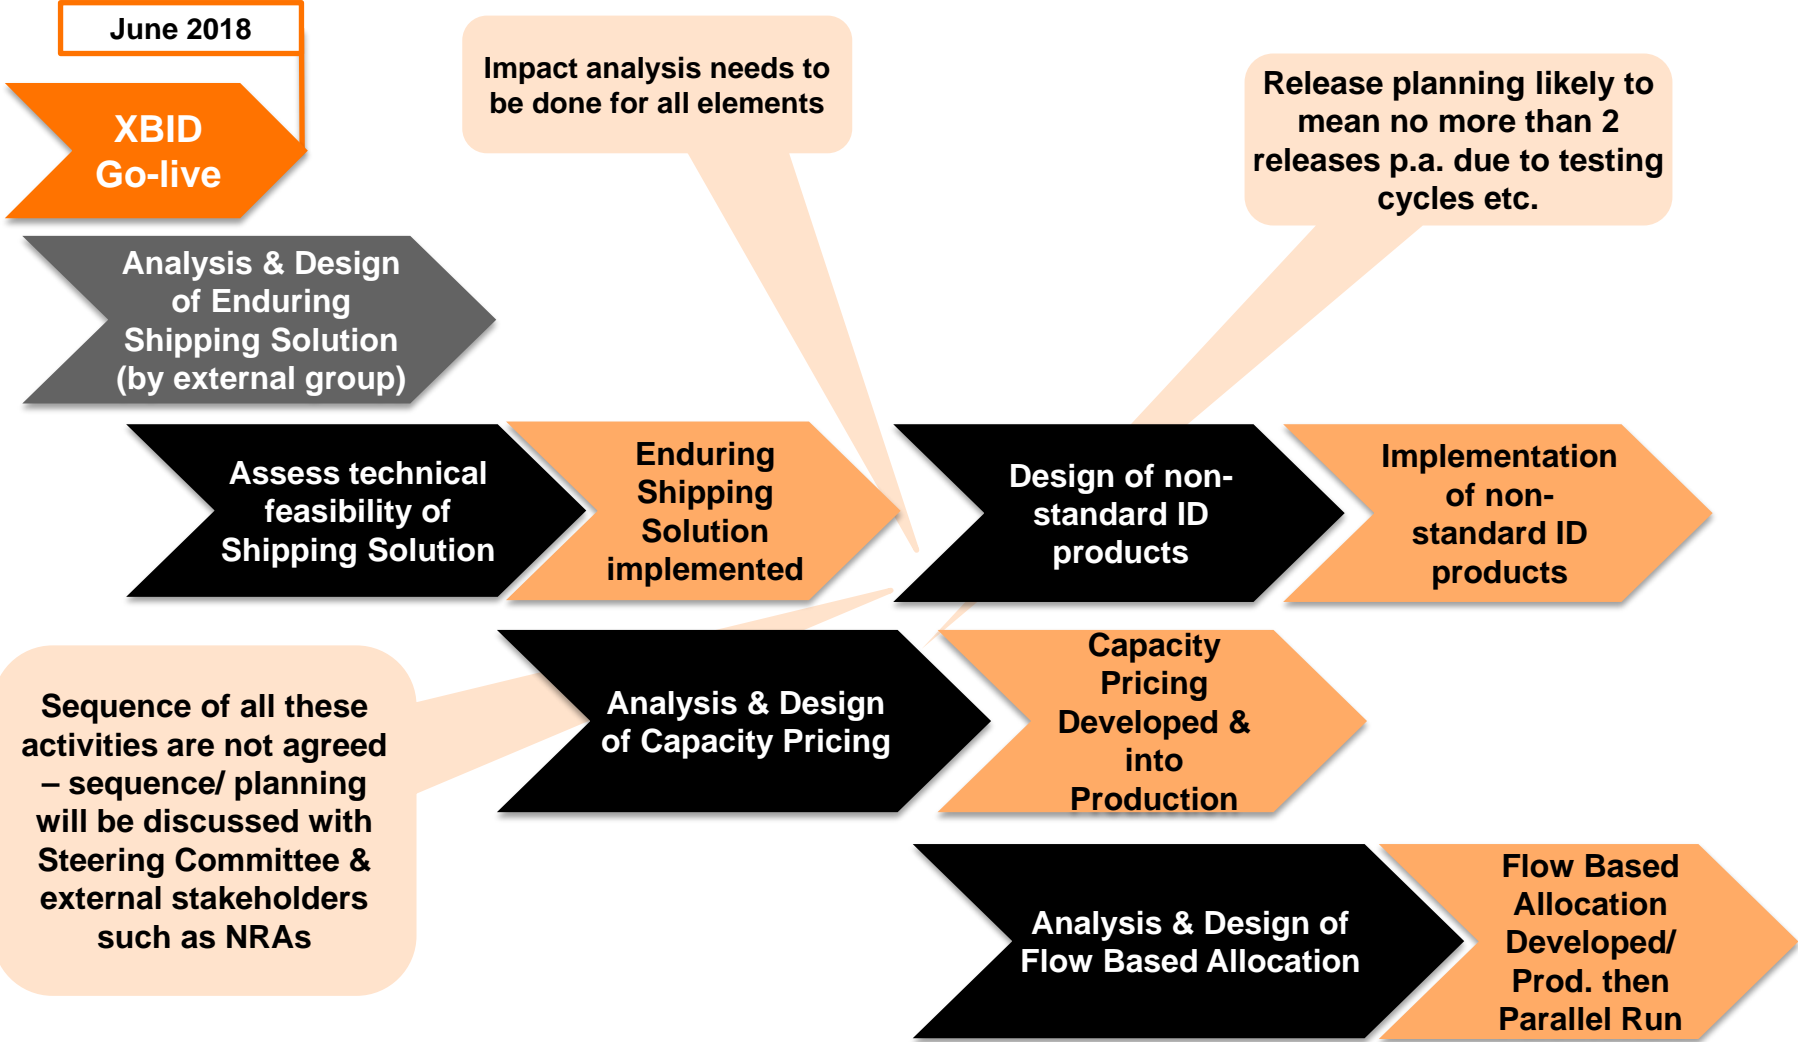 June 2018
XBID
Go-live
Impact analysis needs to
be done for all elements
Release planning likely to
mean no more than 2
releases p.a. due to testing
cycles etc.
Analysis & Design
of Enduring
Shipping Solution
(by external group)
Assess technical
feasibility of
Shipping Solution
Enduring
Shipping
Solution
implemented
Design of non-
standard ID
products
Implementation
of non-
standard ID
products
Sequence of all these
activities are not agreed
– sequence/ planning
will be discussed with
Steering Committee &
external stakeholders
such as NRAs
Analysis & Design
of Capacity Pricing
Capacity
Pricing
Developed &
into
Production
Analysis & Design of
Flow Based Allocation
Flow Based
Allocation
Developed/
Prod. then
Parallel Run